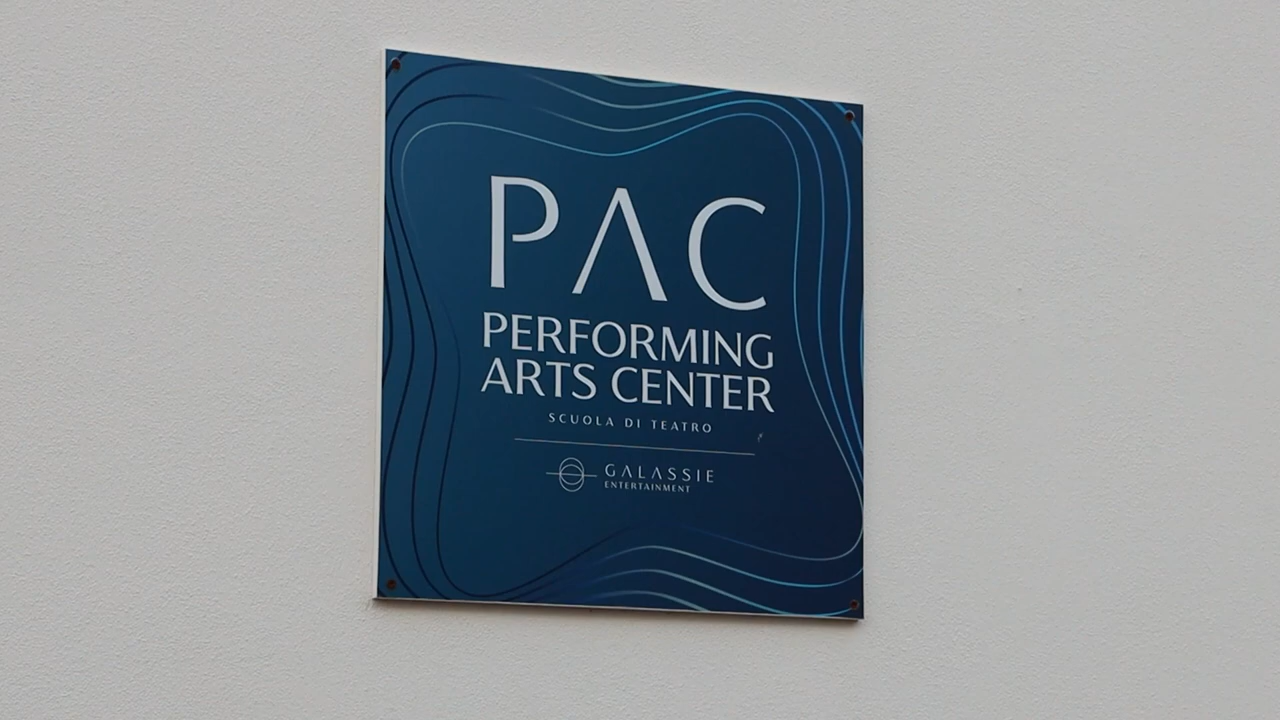 PAC
PERFORMING
ARTS CENTER
SCUOLA DI TEATRO
GALASSIE
ENTERTAINMENT